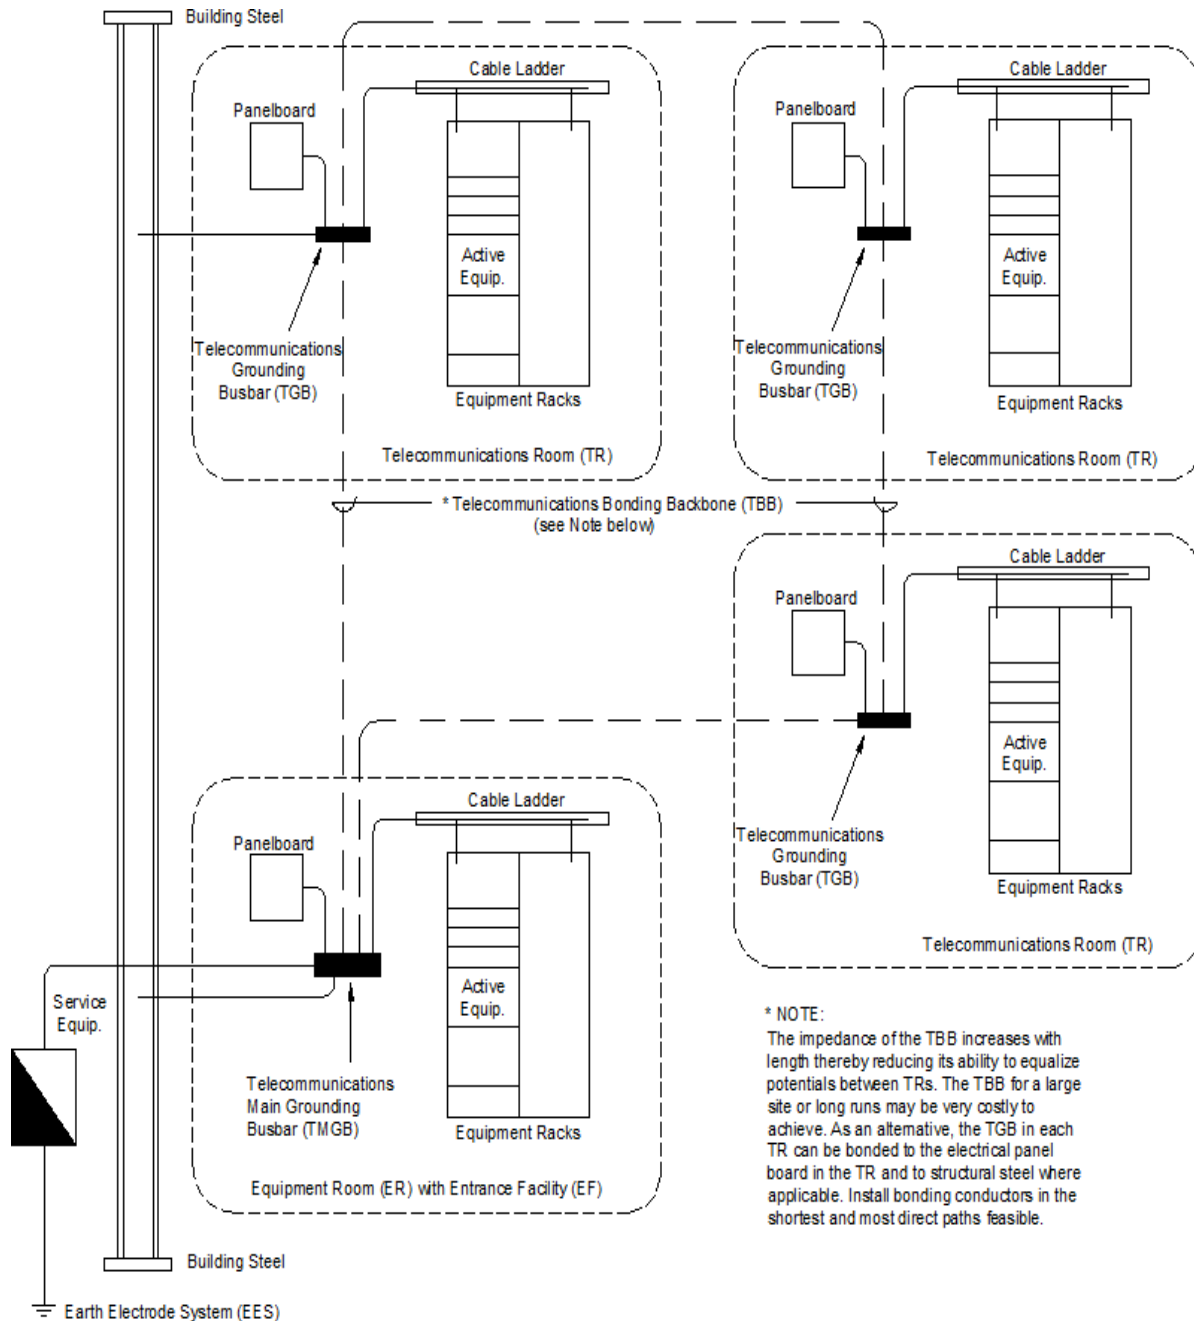 Building Steel
Cable Ladder
Panelboard
Active
Equip.
Telecommunications
Grounding
Busbar (TGB)
Equipment Racks
Telecommunications Room (TR)
Cable Ladder
Panelboard
Active
Equip.
Telecommunications
Grounding
Busbar (TGB)
Equipment Racks
Telecommunications Room (TR)
* Telecommunications Bonding Backbone (TBB)
(see Note below)
Cable Ladder
Panelboard
Active
Equip.
Telecommunications
Grounding
Busbar (TGB)
Equipment Racks
Telecommunications Room (TR)
Cable Ladder
Panelboard
Active
Equip.
Service
Equip.
Telecommunications
Main Grounding
Busbar (TMGB)
Equipment Racks
Equipment Room (ER) with Entrance Facility (EF)
* NOTE:
The impedance of the TBB increases with
length thereby reducing its ability to equalize
potentials between TRs. The TBB for a large
site or long runs may be very costly to
achieve. As an alternative, the TGB in each
TR can be bonded to the electrical panel
board in the TR and to structural steel where
applicable. Install bonding conductors in the
shortest and most direct paths feasible.
Building Steel
Earth Electrode System (EES)